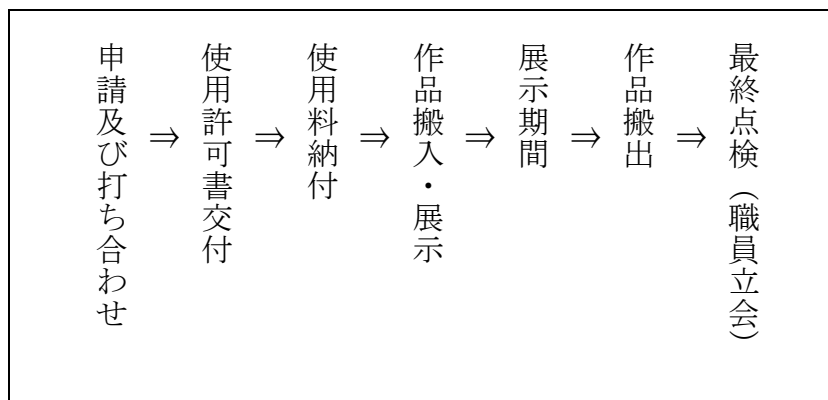 申請及び打ち合わせ
⇒
使用許可書交付
⇒
使用料納付
⇒
作品搬入・展示
⇒
展示期間
⇒
作品搬出
⇒
最終点検（職員立会）